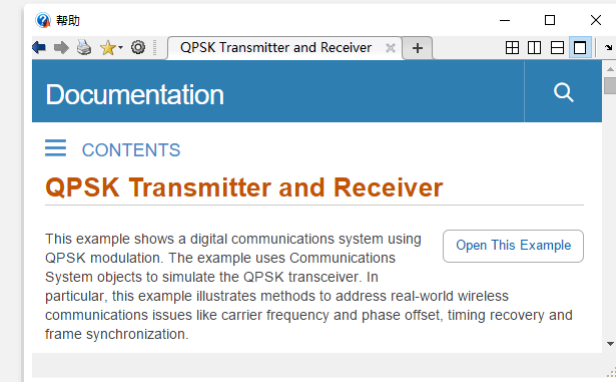 帮助
QPSK Transmitter and Receiver
Documentation
CONTENTS
QPSK Transmitter and Receiver
This example shows a digital communications system using
QPSK modulation. The example uses Communications
System objects to simulate the QPSK transceiver. In
particular, this example illustrates methods to address real-world wireless
communications issues like carrier frequency and phase offset, timing recovery and
frame synchronization.
Open This Example